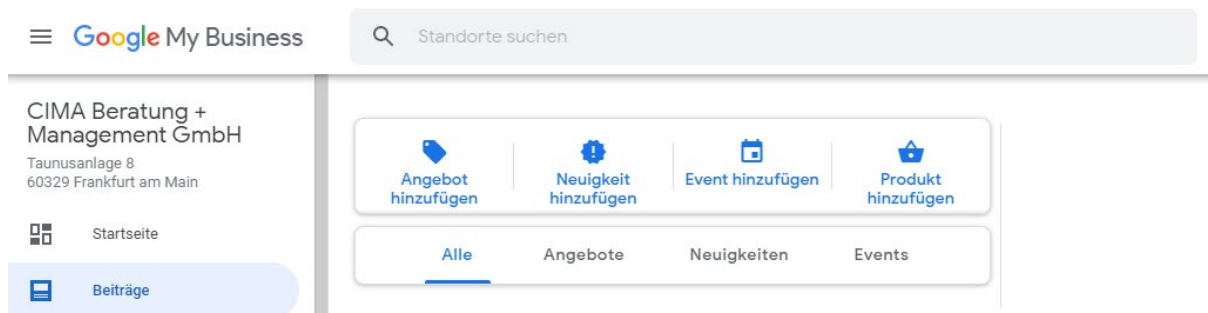 Google My Business
Standorte suchen
CIMA Beratung +
Management GmbH
Taunusanlage 8
60329 Frankfurt am Main
Startseite
Beiträge
Angebot
hinzufügen
Neuigkeit
hinzufügen
Event hinzufügen
Produkt
hinzufügen
Alle
Angebote
Neuigkeiten
Events